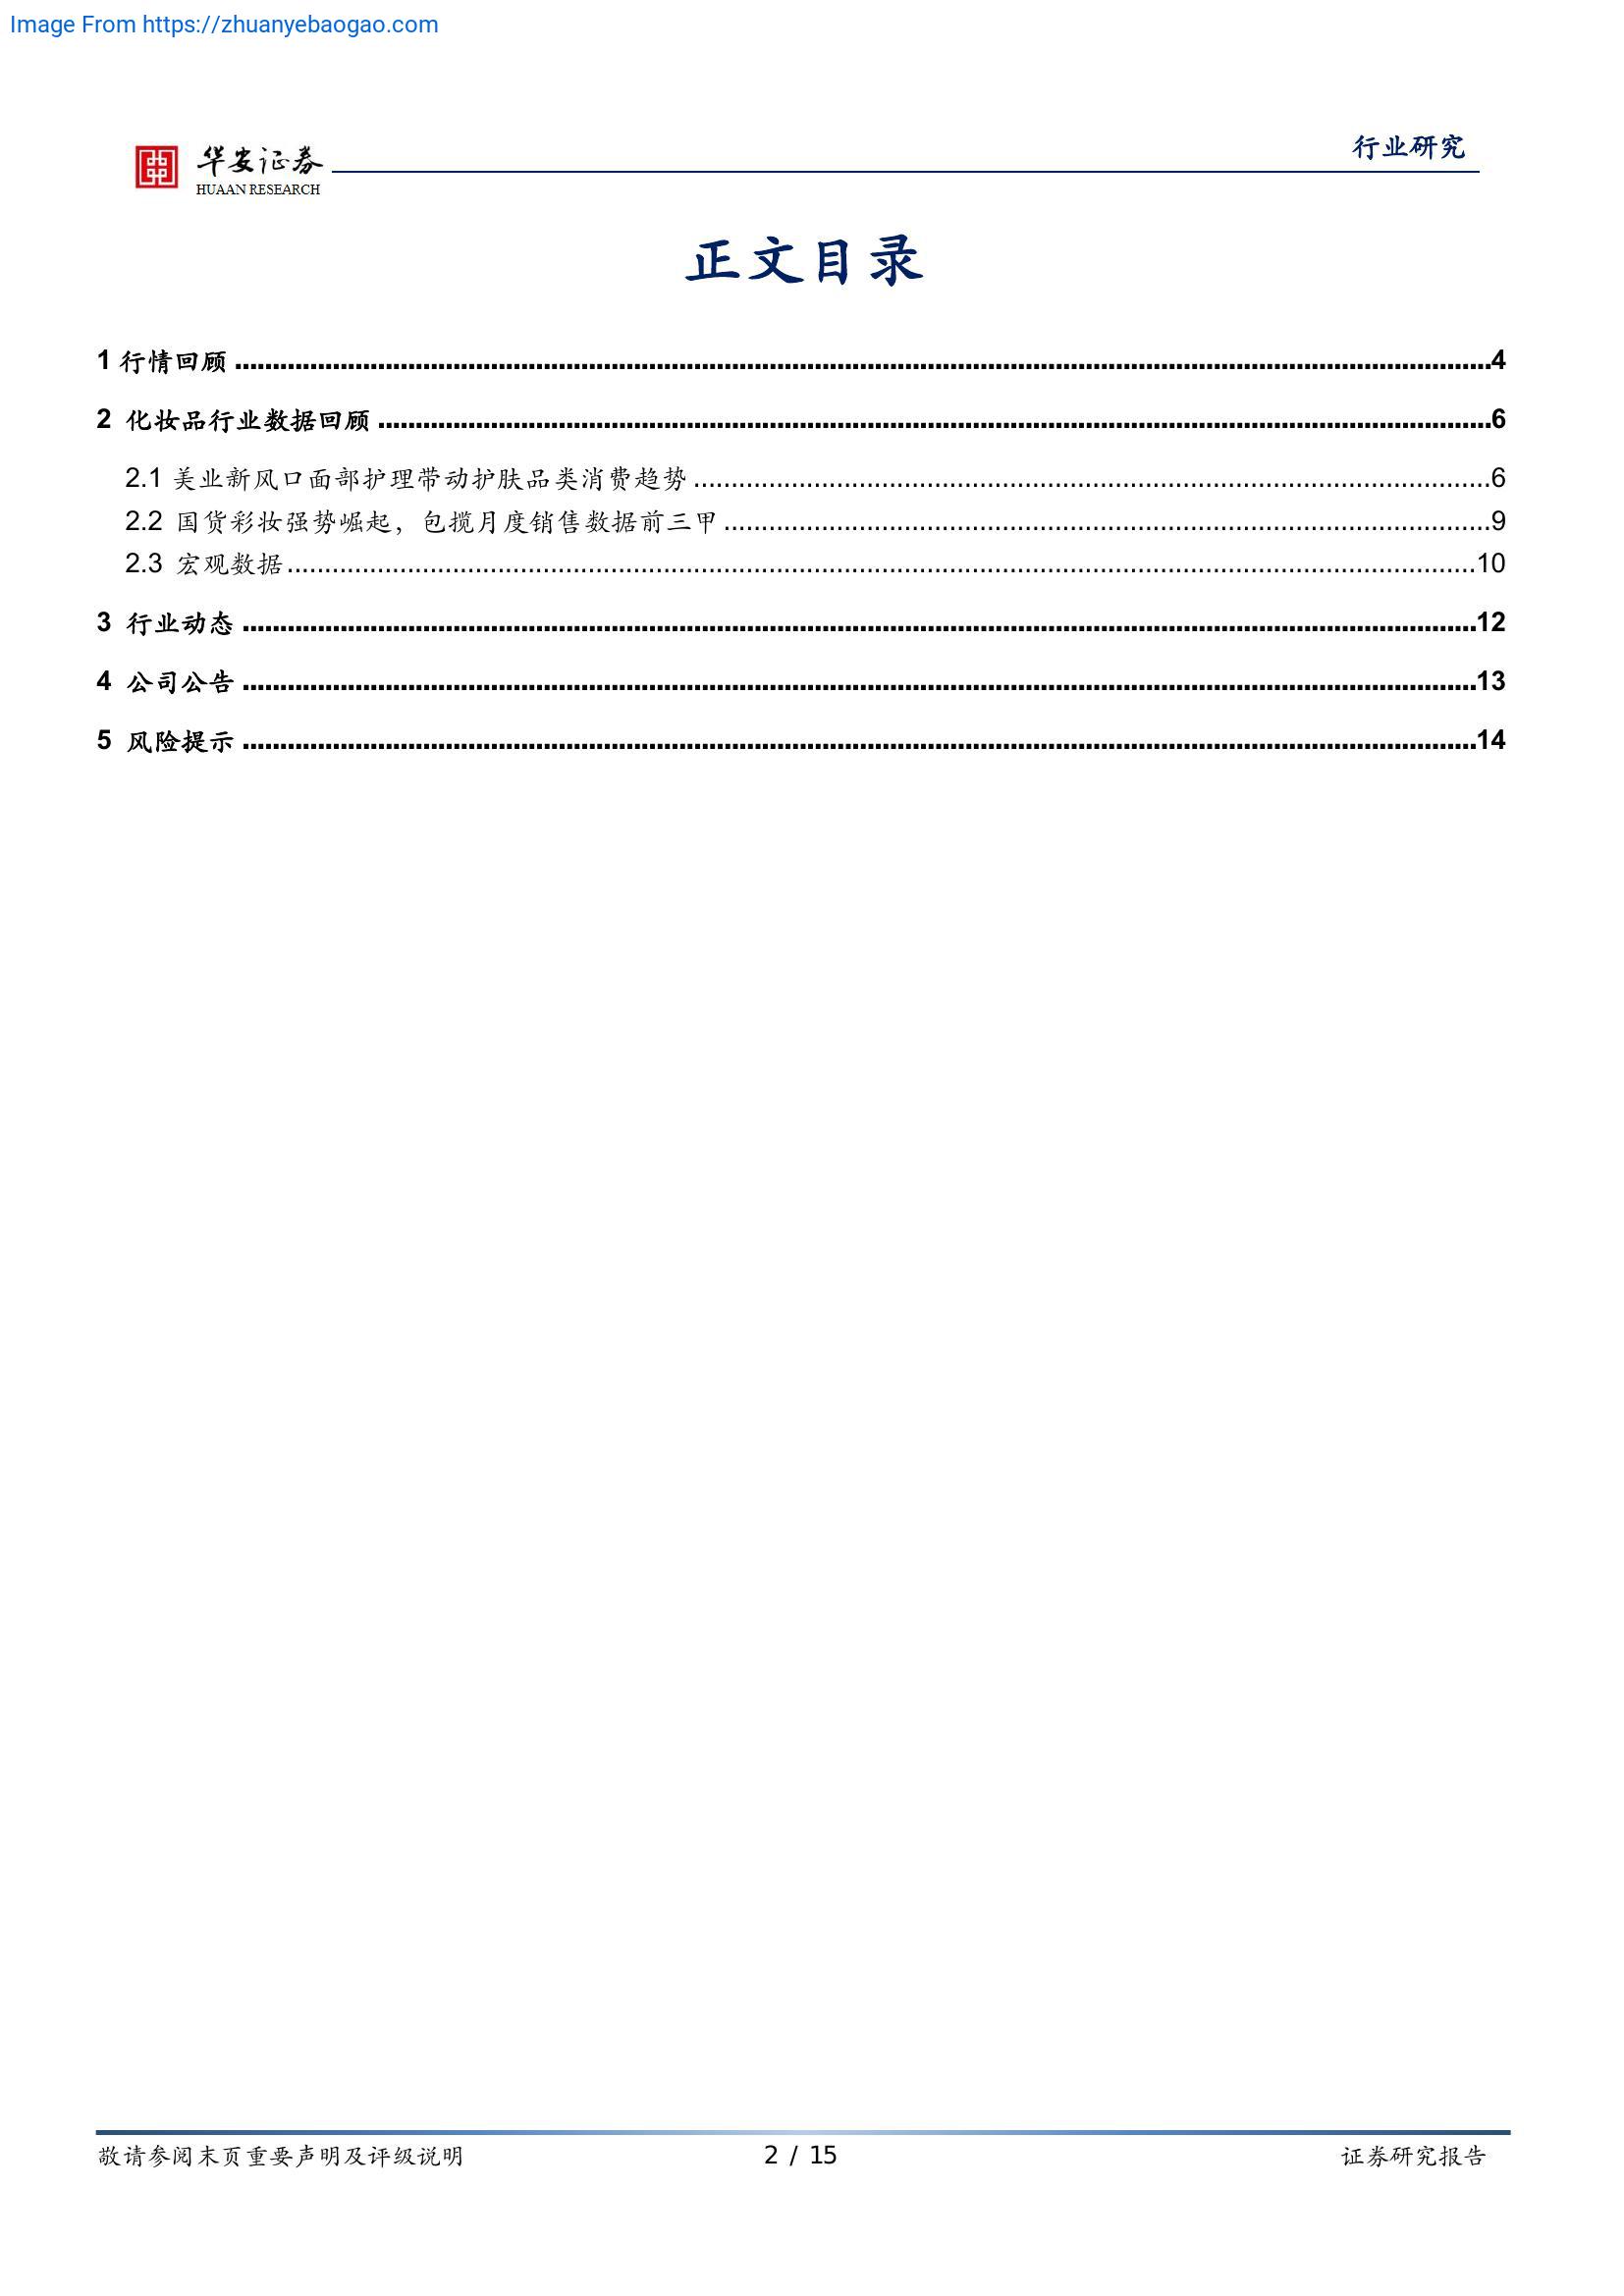 Image From https://zhuanyebaogao.com
华安证券
HUAAN RESEARCH
行业研究
正文目录
1 行情回顾 ........................................ 4
2 化妆品行业数据回顾 ........................................ 6
2.1 美业新风口面部护理带动护肤品类消费趋势 ........................................ 6
2.2 国货彩妆强势崛起，包揽月度销售数据前三甲 ........................................ 9
2.3 宏观数据 ........................................ 10
3 行业动态 ........................................ 12
4 公司公告 ........................................ 13
5 风险提示 ........................................ 14
敬请参阅末页重要声明及评级说明
2 / 15
证券研究报告